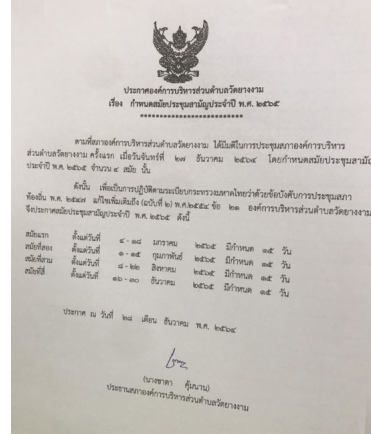 ประกาศองค์การบริหารส่วนตำบลวัดยางงาม
เรื่อง กำหนดสมัยประชุมสามัญประจำปี พ.ศ. ๒๕๖๕
**************************
ตามที่สภาองค์การบริหารส่วนตำบลวัดยางงาม ได้มีมติในการประชุมสภาองค์การบริหาร
ส่วนตำบลวัดยางงาม ครั้งแรก เมื่อวันจันทร์ที่ ๒๗ ธันวาคม ๒๕๖๔ โดยกำหนดสมัยประชุมสามัญ
ประจำปี พ.ศ. ๒๕๖๕ จำนวน ๔ สมัย นั้น
ดังนั้น เพื่อเป็นการปฏิบัติตามระเบียบกระทรวงมหาดไทยว่าด้วยข้อบังคับการประชุมสภา
ท้องถิ่น พ.ศ. ๒๕๔๗ แก้ไขเพิ่มเติมถึง (ฉบับที่ ๒) พ.ศ.๒๕๕๔ ข้อ ๒๑ องค์การบริหารส่วนตำบลวัดยางงาม
จึงประกาศสมัยประชุมสามัญประจำปี พ.ศ. ๒๕๖๕ ดังนี้
สมัยแรก ตั้งแต่วันที่ ๔ - ๑๘ มกราคม ๒๕๖๕ มีกำหนด ๑๕ วัน
สมัยที่สอง ตั้งแต่วันที่ ๑ - ๑๕ กุมภาพันธ์ ๒๕๖๕ มีกำหนด ๑๕ วัน
สมัยที่สาม ตั้งแต่วันที่ ๘ - ๒๒ สิงหาคม ๒๕๖๕ มีกำหนด ๑๕ วัน
สมัยที่สี่ ตั้งแต่วันที่ ๑๖ - ๓๐ ธันวาคม ๒๕๖๕ มีกำหนด ๑๕ วัน
ประกาศ ณ วันที่ ๒๘ เดือน ธันวาคม พ.ศ. ๒๕๖๔
(นางชาดา คุ้มนาน)
ประธานสภาองค์การบริหารส่วนตำบลวัดยางงาม